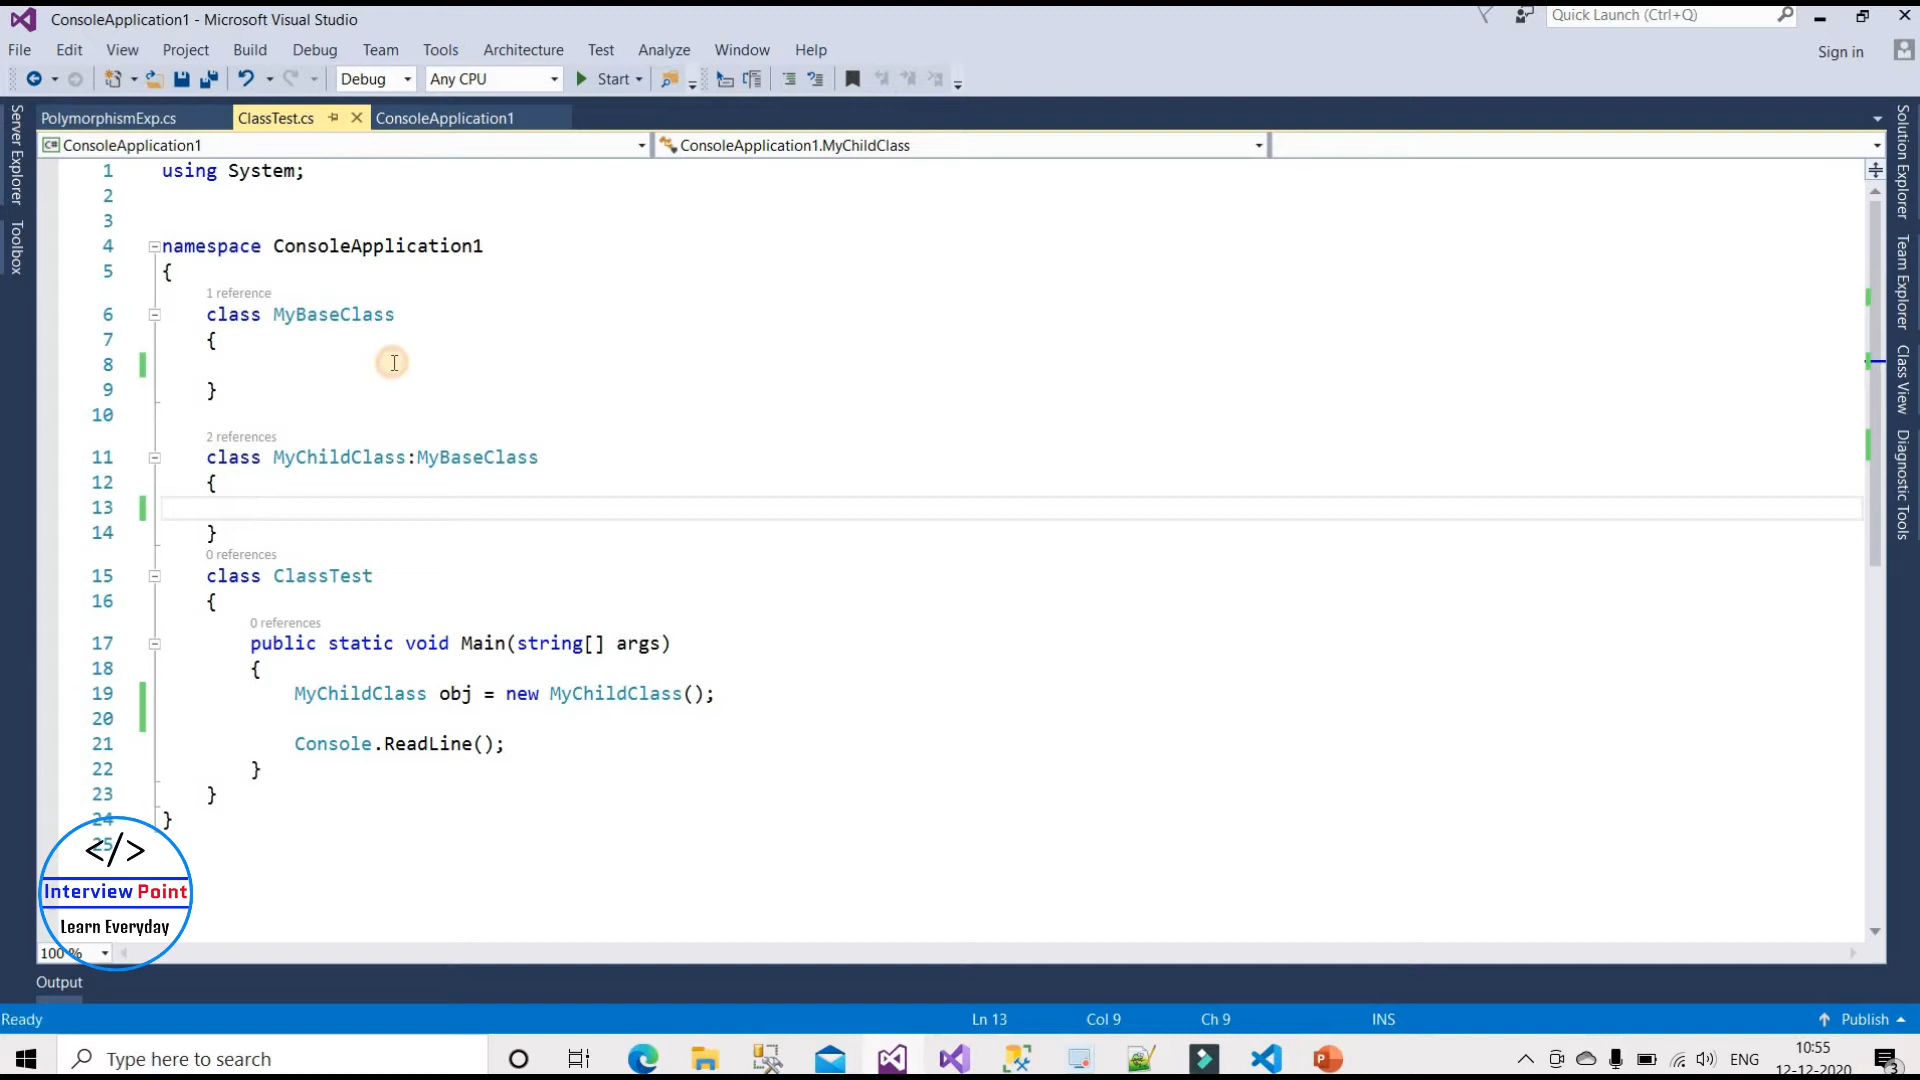 ConsoleApplication1 - Microsoft Visual Studio
Quick Launch (Ctrl+Q)
File Edit View Project Build Debug Team Tools Architecture Test Analyze Window Help
Sign in
Debug Any CPU Start
PolymorphismExp.cs ClassTest.cs ConsoleApplication1
C# ConsoleApplication1 ConsoleApplication1.MyChildClass
Server Explorer
Toolbox
Solution Explorer
Team Explorer
Class View
Diagnostic Tools
1 using System;
2
3
4 namespace ConsoleApplication1
5 {
1 reference
6 class MyBaseClass
7 {
8
9 }
10
2 references
11 class MyChildClass:MyBaseClass
12 {
13
14 }
0 references
15 class ClassTest
16 {
0 references
17 public static void Main(string[] args)
18 {
19 MyChildClass obj = new MyChildClass();
20
21 Console.ReadLine();
22 }
23 }
24 }
25
</>
Interview Point
Learn Everyday
100 %
Output
Ready Ln 13 Col 9 Ch 9 INS Publish
Type here to search
ENG
10:55
12-12-2020
3